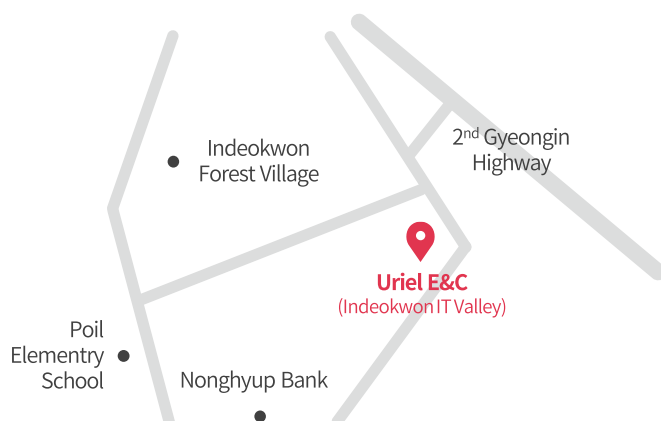 2nd Gyeongin
Highway
Indeokwon
Forest Village
Uriel E&C
(Indeokwon IT Valley)
Poil
Elementry
School
Nonghyup Bank